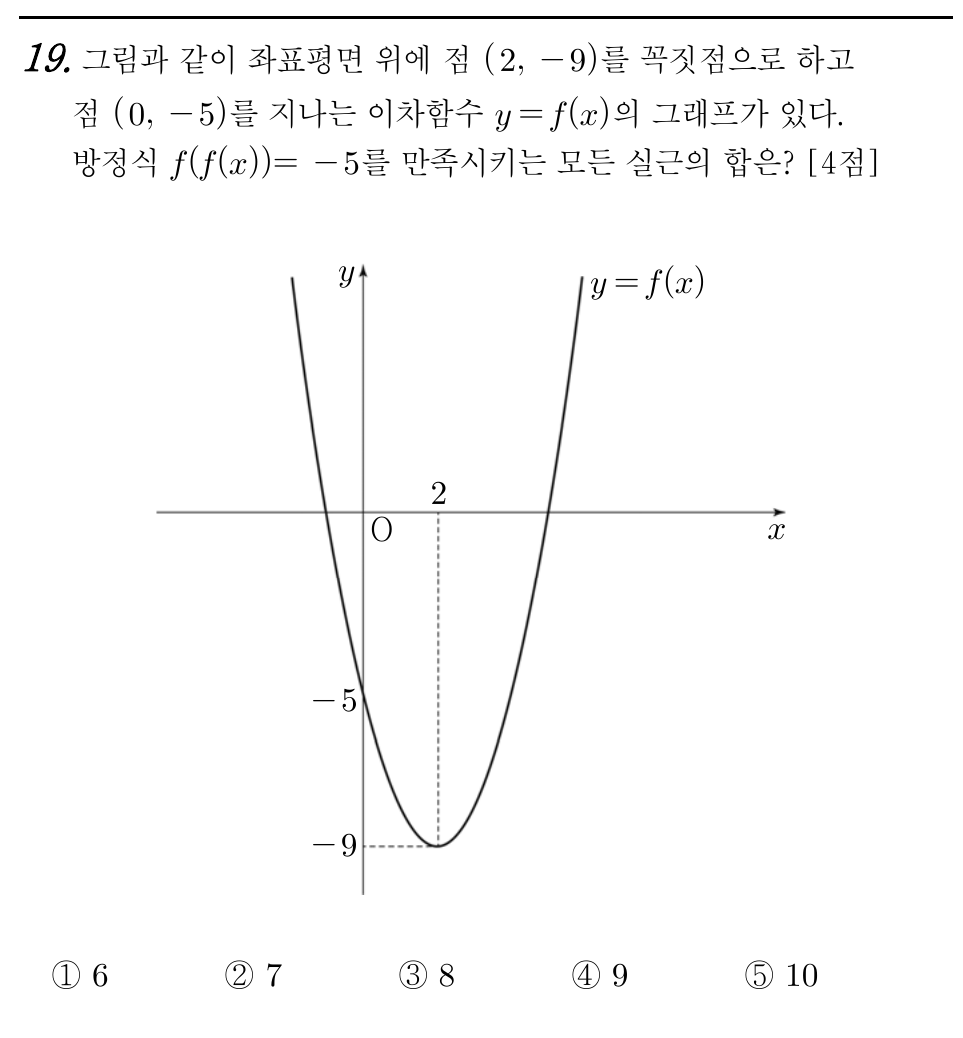 19. 그림과 같이 좌표평면 위에 점 (2, −9)를 꼭짓점으로 하고
점 (0, −5)를 지나는 이차함수 y=f(x)의 그래프가 있다.
방정식 f(f(x))= −5를 만족시키는 모든 실근의 합은? [4점]
y
y=f(x)
2
O
x
−5
−9
① 6 ② 7 ③ 8 ④ 9 ⑤ 10